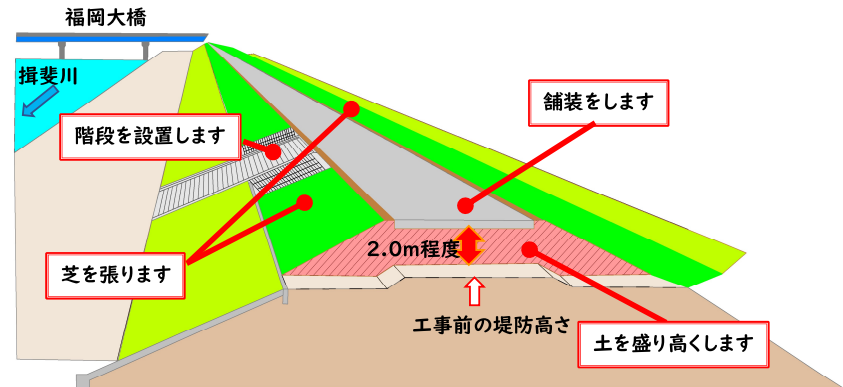 福岡大橋
揖斐川
舗装をします
階段を設置します
2.0m程度
芝を張ります
工事前の堤防高さ
土を盛り高くします